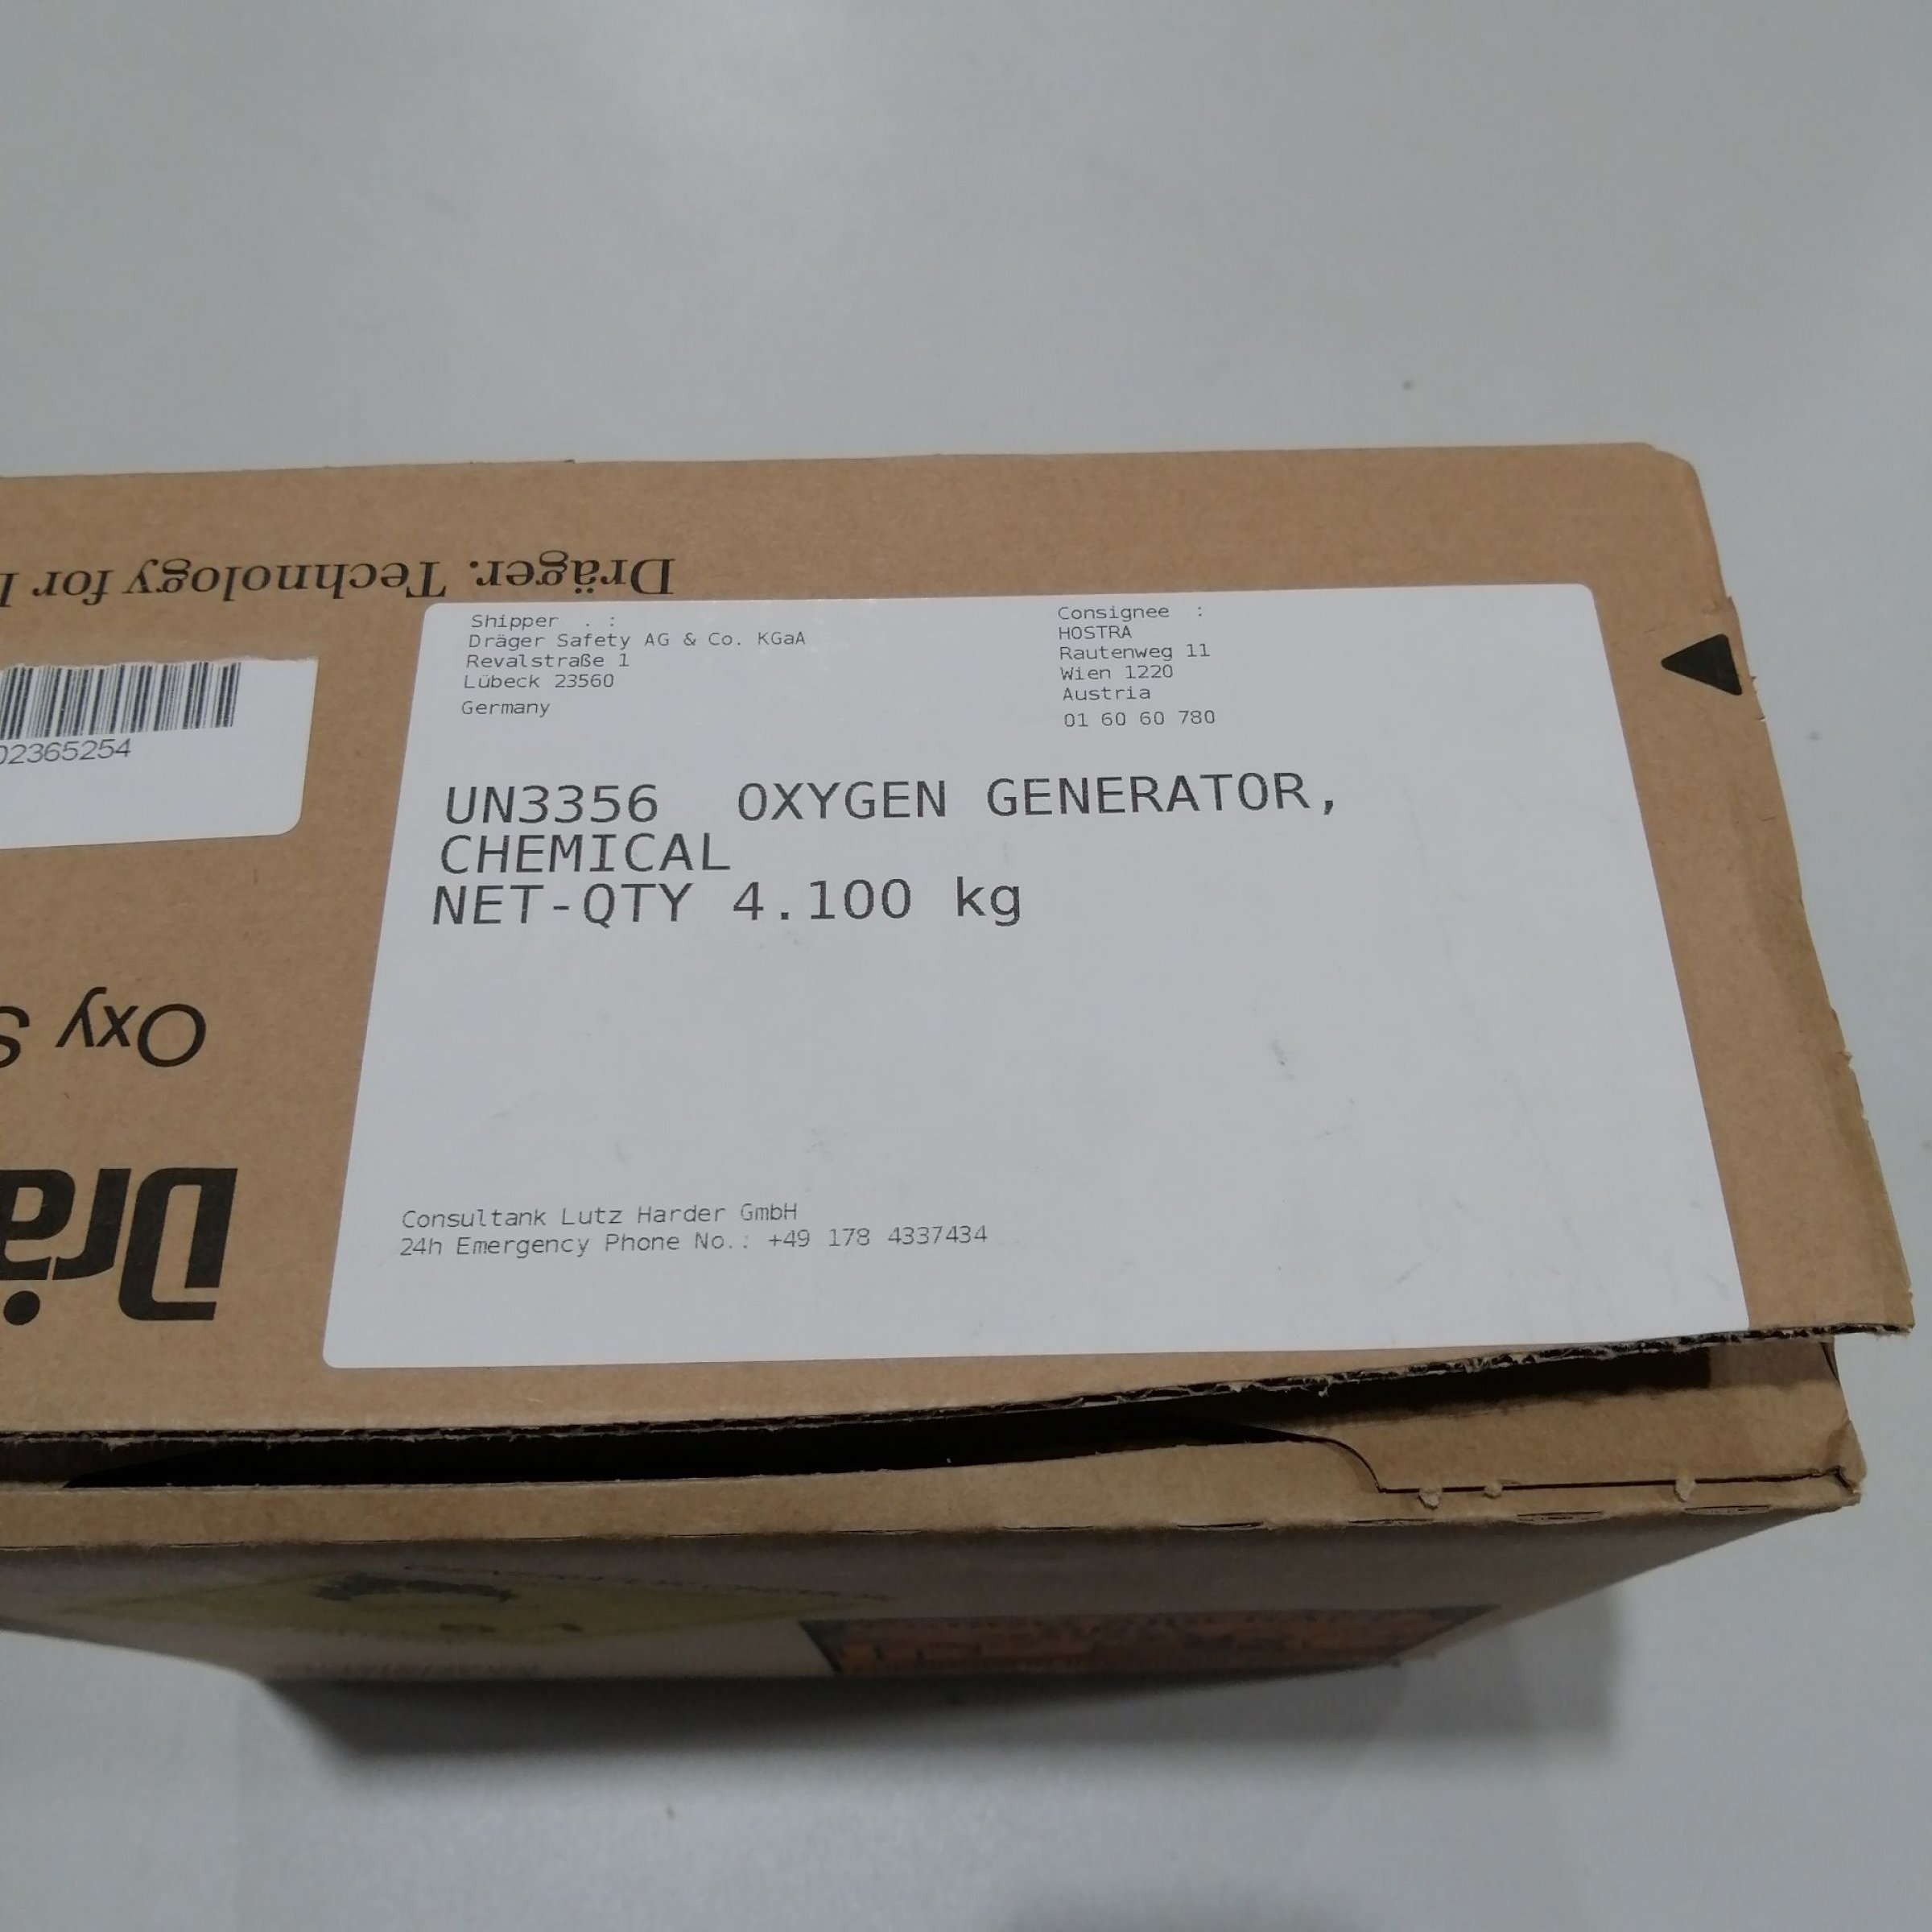 Dräger. Technology for
Shipper . :
Dräger Safety AG & Co. KGaA
Revalstraße 1
Lübeck 23560
Germany
Consignee :
HOSTRA
Rautenweg 11
Wien 1220
Austria
01 60 60 780
02365254
UN3356 OXYGEN GENERATOR,
CHEMICAL
NET-QTY 4.100 kg
Oxy S
Drä
Consultank Lutz Harder GmbH
24h Emergency Phone No.: +49 178 4337434